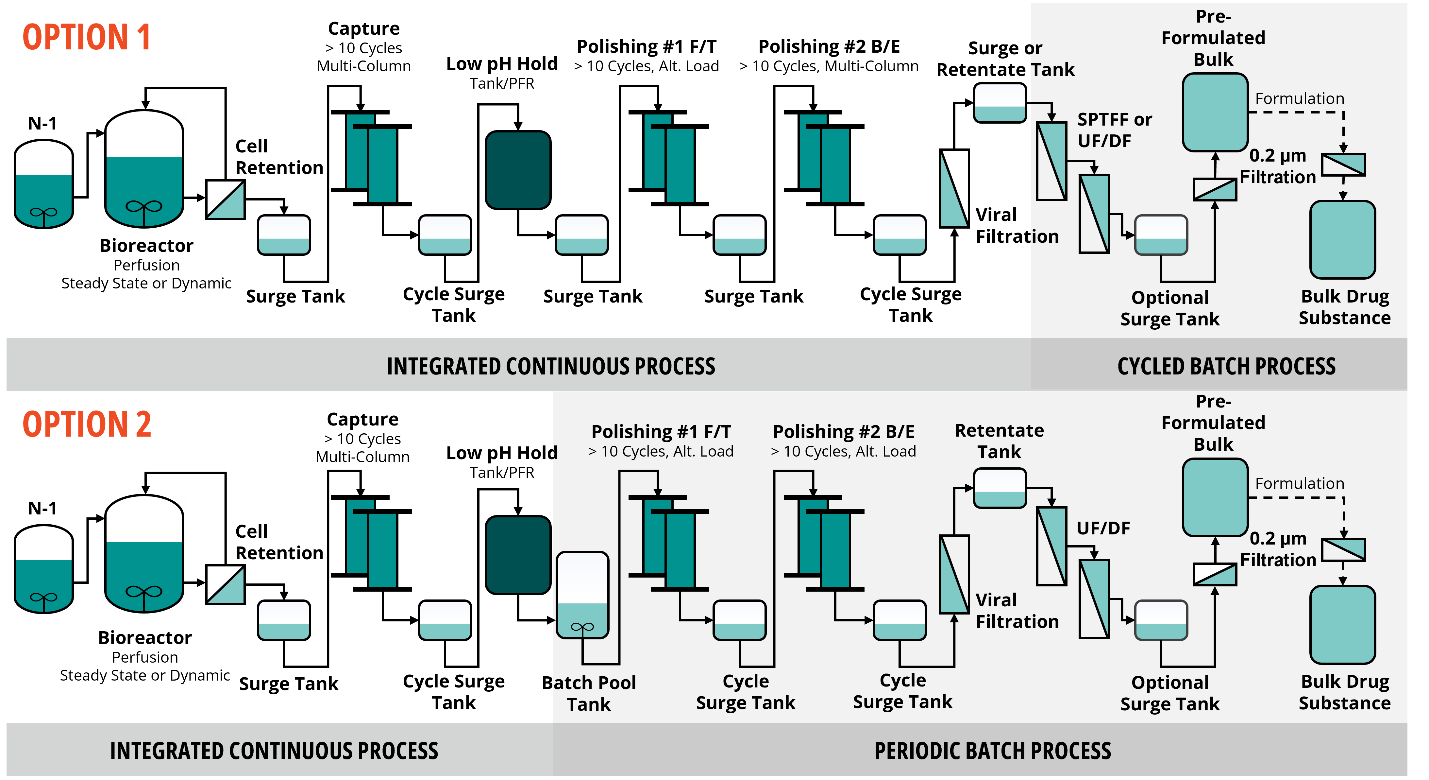 OPTION 1
N-1
Bioreactor
Perfusion
Steady State or Dynamic
Cell
Retention
Surge Tank
Capture
> 10 Cycles
Multi-Column
Cycle Surge
Tank
Low pH Hold
Tank/PFR
Surge Tank
Polishing #1 F/T
> 10 Cycles, Alt. Load
Surge Tank
Polishing #2 B/E
> 10 Cycles, Multi-Column
Cycle Surge
Tank
Viral
Filtration
Surge or
Retentate Tank
SPTFF or
UF/DF
Optional
Surge Tank
0.2 µm
Filtration
Pre-
Formulated
Bulk
Formulation
Bulk Drug
Substance
INTEGRATED CONTINUOUS PROCESS
CYCLED BATCH PROCESS
OPTION 2
N-1
Bioreactor
Perfusion
Steady State or Dynamic
Cell
Retention
Surge Tank
Capture
> 10 Cycles
Multi-Column
Cycle Surge
Tank
Low pH Hold
Tank/PFR
Batch Pool
Tank
Polishing #1 F/T
> 10 Cycles, Alt. Load
Cycle
Surge Tank
Polishing #2 B/E
> 10 Cycles, Alt. Load
Cycle
Surge Tank
Viral
Filtration
Retentate
Tank
UF/DF
Optional
Surge Tank
0.2 µm
Filtration
Pre-
Formulated
Bulk
Formulation
Bulk Drug
Substance
INTEGRATED CONTINUOUS PROCESS
PERIODIC BATCH PROCESS